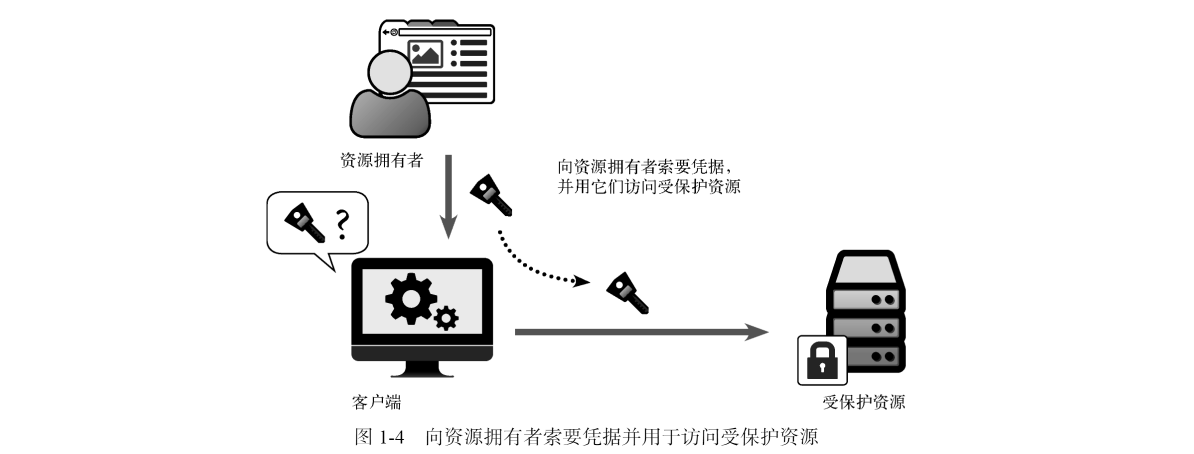 资源拥有者
向资源拥有者索要凭据，
并用它们访问受保护资源
?
客户端
受保护资源
图 1-4 向资源拥有者索要凭据并用于访问受保护资源